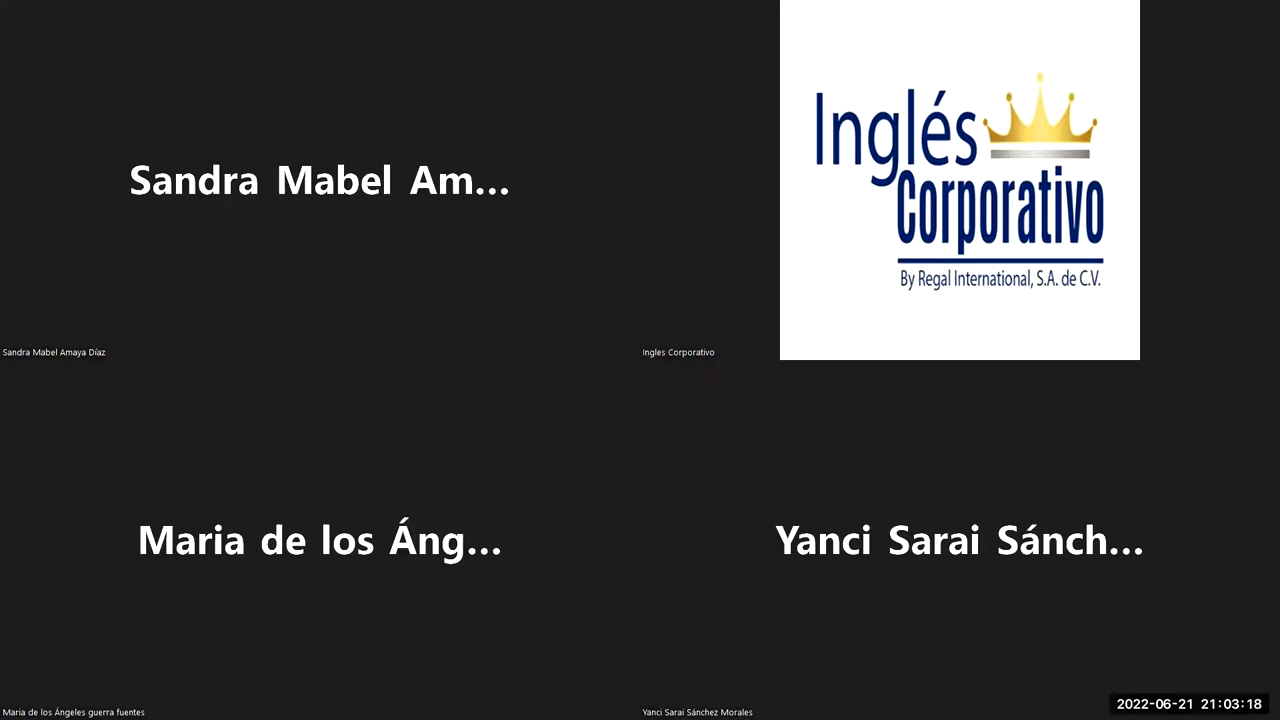 Sandra Mabel Am...
Inglés
Corporativo
By Regal International, S.A. de C.V.
Sandra Mabel Amaya Díaz
Ingles Corporativo
Maria de los Áng...
Yanci Sarai Sánch...
Maria de los Ángeles guerra fuentes
Yanci Sarai Sánchez Morales
2022-06-21 21:03:18